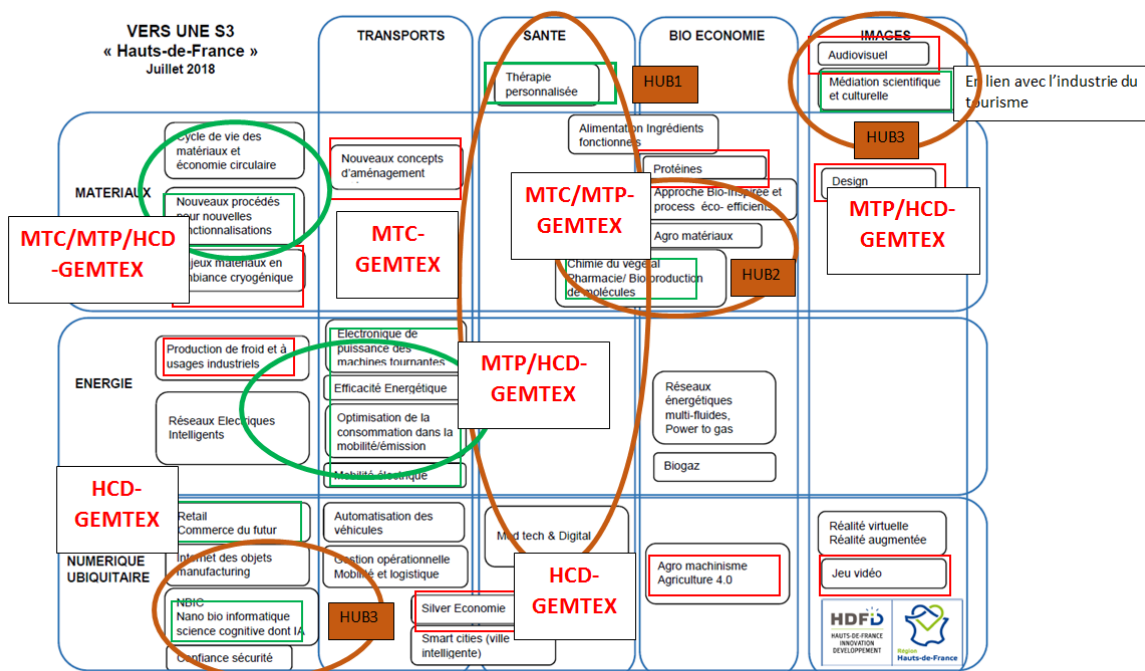 VERS UNE S3
« Hauts-de-France »
Juillet 2018
TRANSPORTS
SANTE
BIO ECONOMIE
IMAGES
Thérapie
personnalisée
HUB1
Audiovisuel
Médiation scientifique
et culturelle
En lien avec l’industrie du
tourisme
HUB3
MATERIAUX
Cycle de vie des
matériaux et
économie circulaire
Nouveaux procédés
pour nouvelles
MTC/MTP/HCD
-GEMTEX
matériaux en
cryogénique
Nouveaux concepts
d’aménagement
MTC-
GEMTEX
Alimentation Ingrédients
fonctionnels
Protéines
Approche Bio-Inspirée et
process éco- efficients
MTC/MTP-
GEMTEX
Agro matériaux
Chimie du végétal
Pharmacie/ Bio production
de molécules
HUB2
Design
MTP/HCD-
GEMTEX
ENERGIE
Production de froid et à
usages industriels
Réseaux Electriques
Intelligents
Electronique de
puissance des
machines tournantes
Efficacité Energétique
Optimisation de la
consommation dans la
mobilité/émission
Mobilité électrique
MTP/HCD-
GEMTEX
Réseaux
énergétiques
multi-fluides,
Power to gas
Biogaz
HCD-
GEMTEX
NUMERIQUE
UBIQUITAIRE
Retail
Commerce du futur
Internet des objets
manufacturing
NBIC
Nano bio informatique
science cognitive dont IA
Confiance sécurité
HUB3
Automatisation des
véhicules
Gestion opérationnelle
Mobilité et logistique
Silver Economie
Smart cities (ville
intelligente)
Med tech & Digital
HCD-
GEMTEX
Agro machinisme
Agriculture 4.0
Réalité virtuelle
Réalité augmentée
Jeu vidéo
HDFID
HAUTS-DE-FRANCE
INNOVATION
DEVELOPPEMENT
Région
Hauts-de-France